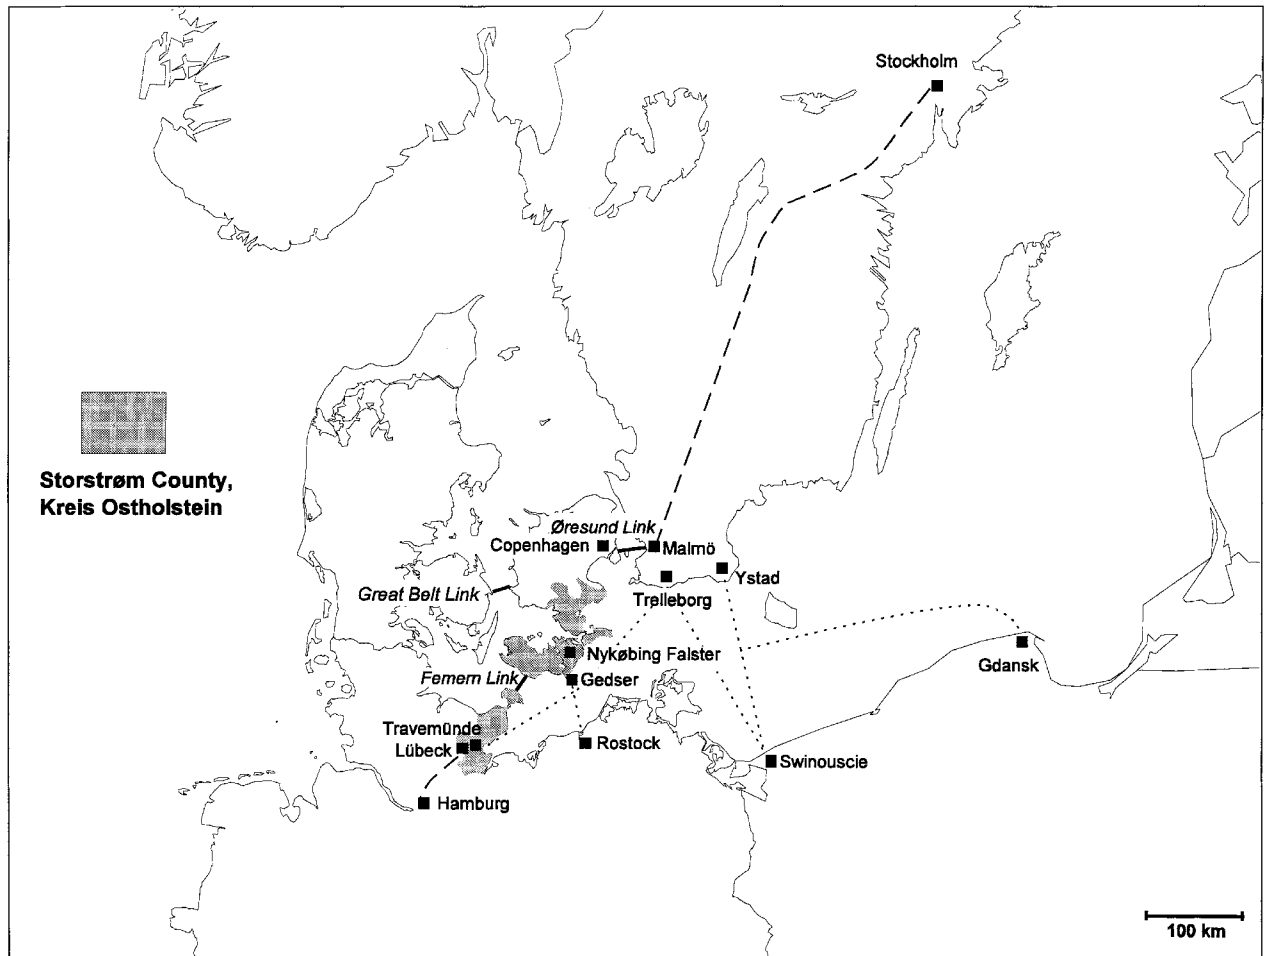 Stockholm
Storstrøm County,
Kreis Ostholstein
Øresund Link
Copenhagen
Malmö
Ystad
Great Belt Link
Trelleborg
Nykøbing Falster
Gdansk
Femern Link
Gedser
Travemünde
Lübeck
Rostock
Swinouscie
Hamburg
100 km